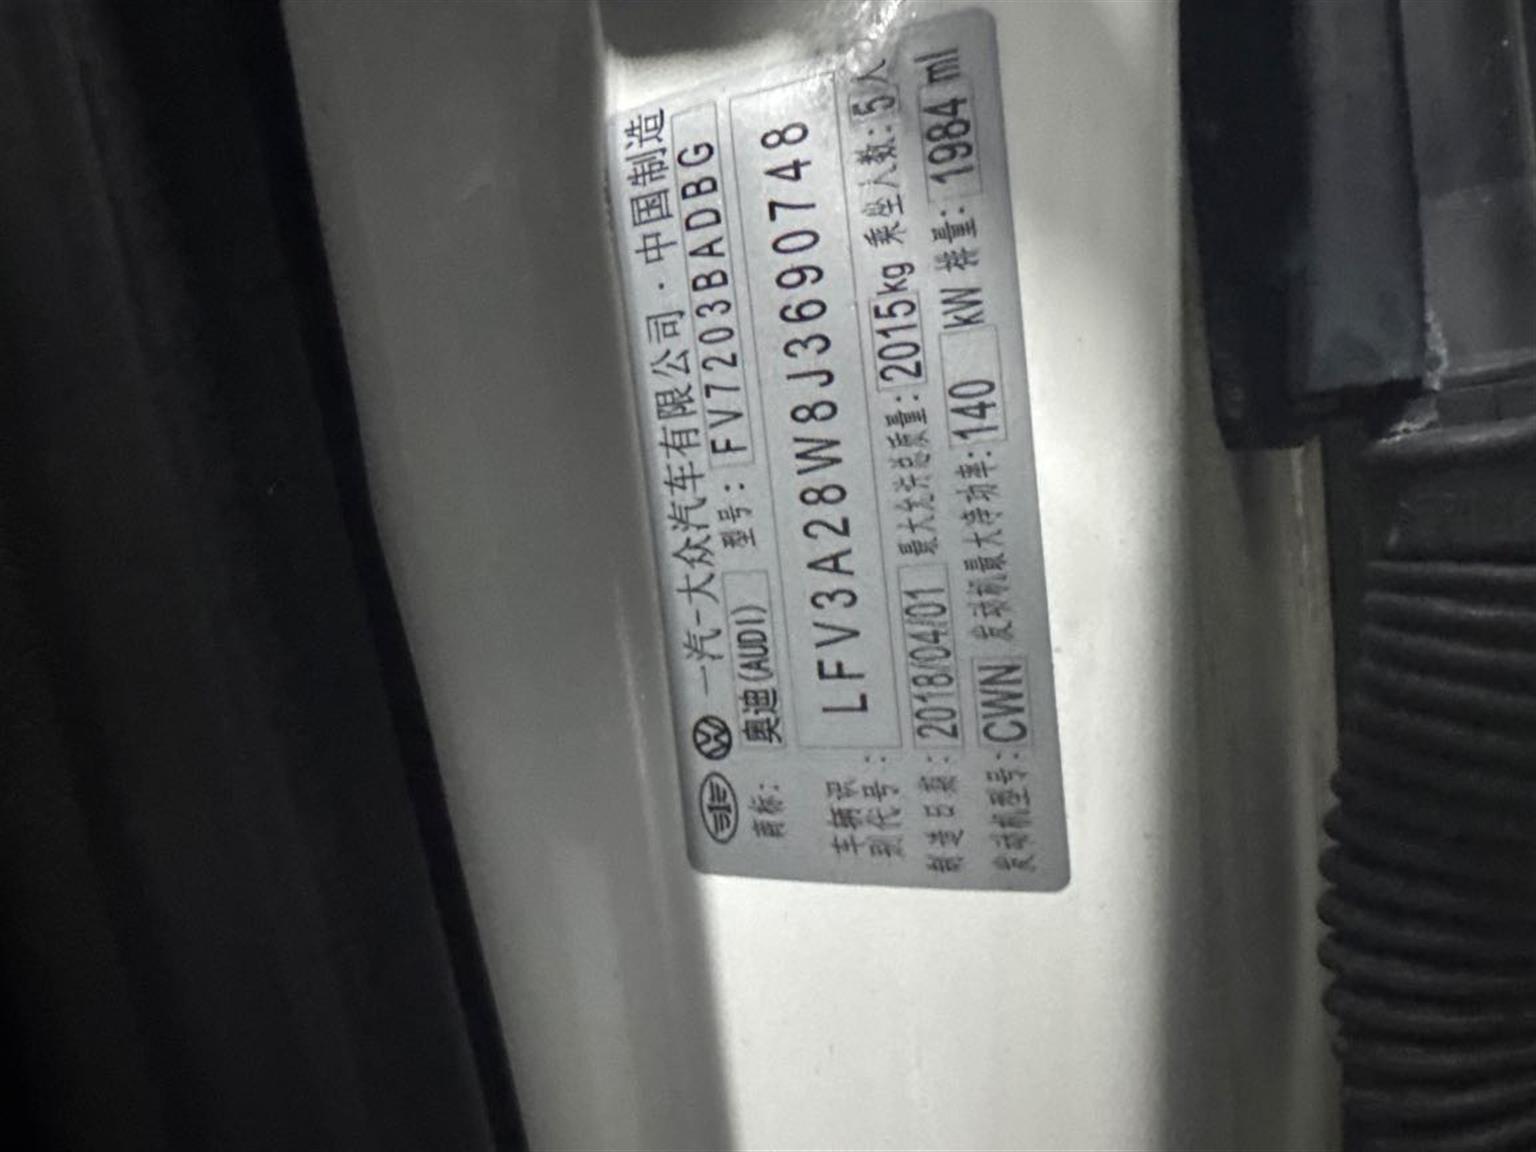 一汽-大众汽车有限公司·中国制造
商标: 奥迪(AUDI) 型号: FV7203BADBG
车辆识别代号: LFV3A28W8J3690748
制造日期: 2018/04/01 最大允许总质量: 2015kg 乘坐人数: 5人
发动机型号: CWN 发动机最大净功率: 140 kW 排量: 1984 ml